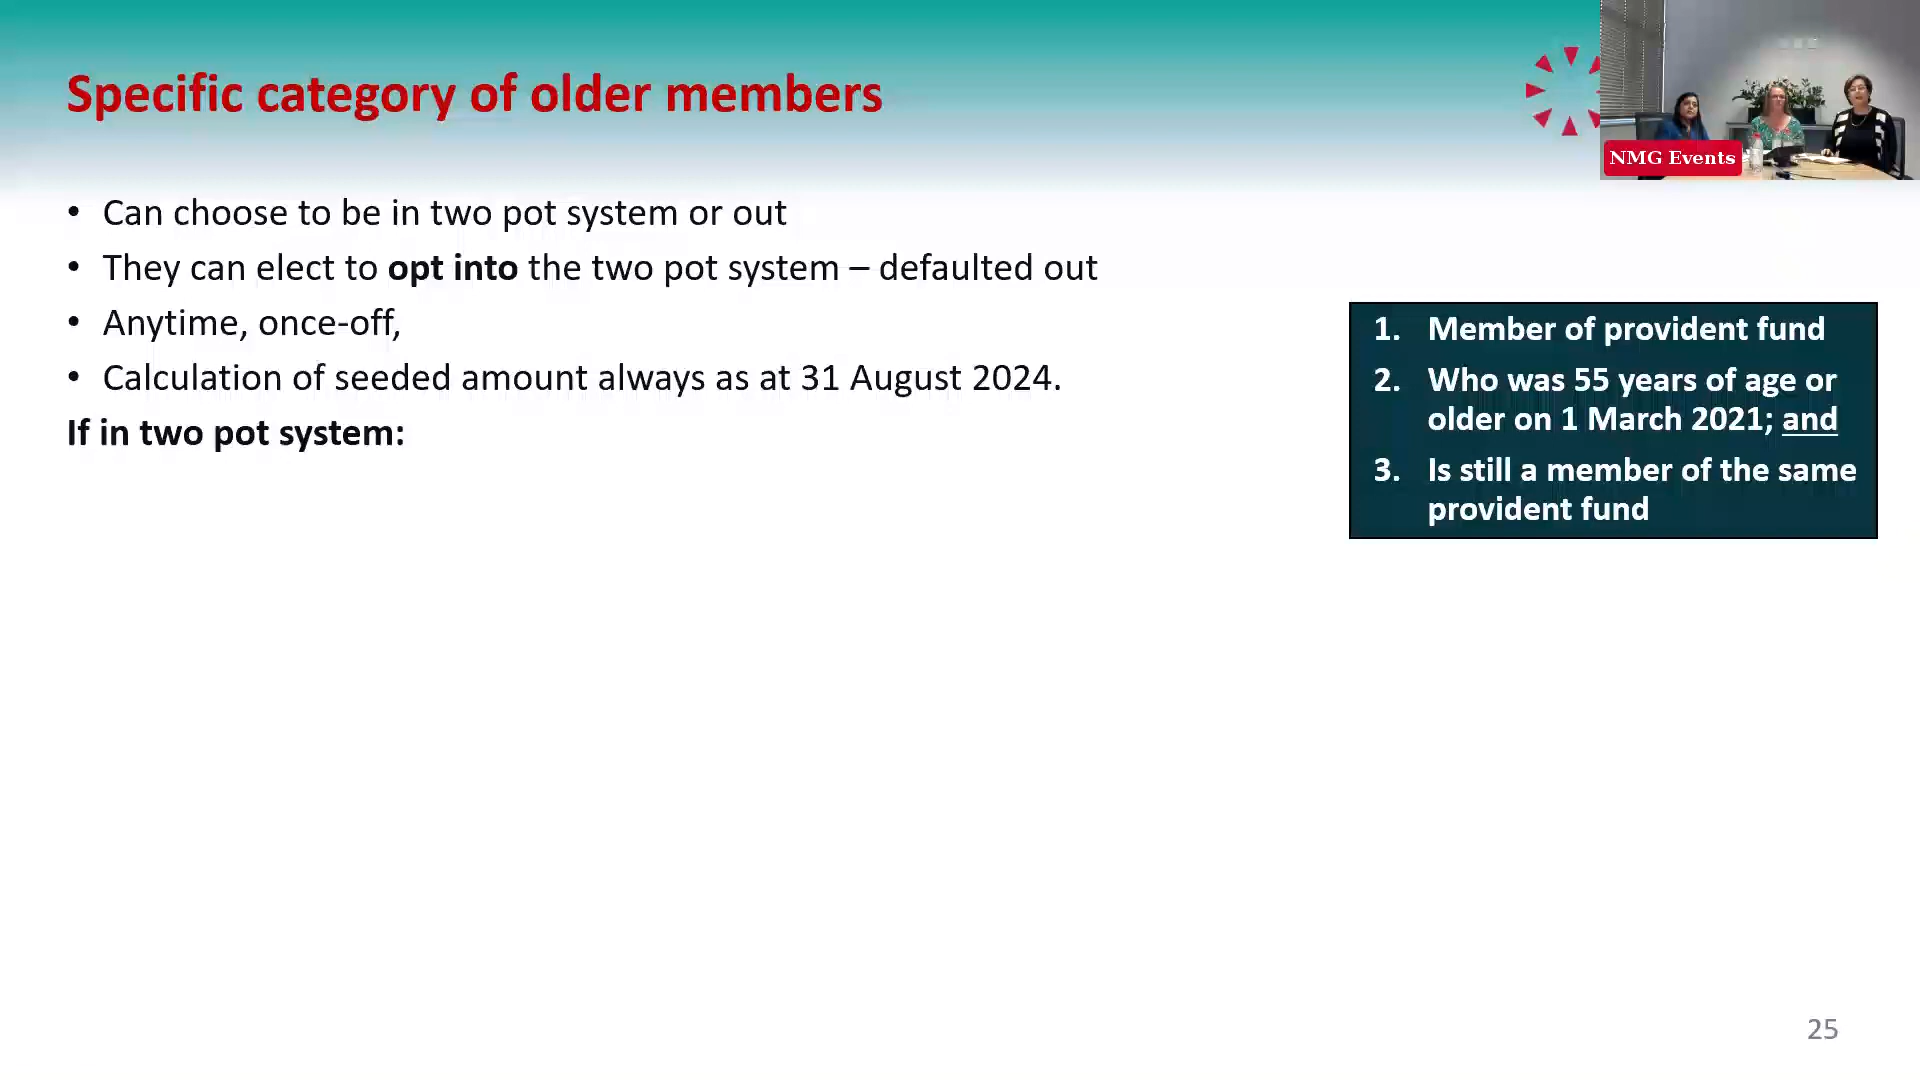 Specific category of older members
NMG Events
• Can choose to be in two pot system or out
• They can elect to opt into the two pot system – defaulted out
• Anytime, once-off,
• Calculation of seeded amount always as at 31 August 2024.
If in two pot system:
1. Member of provident fund
2. Who was 55 years of age or
older on 1 March 2021; and
3. Is still a member of the same
provident fund
25